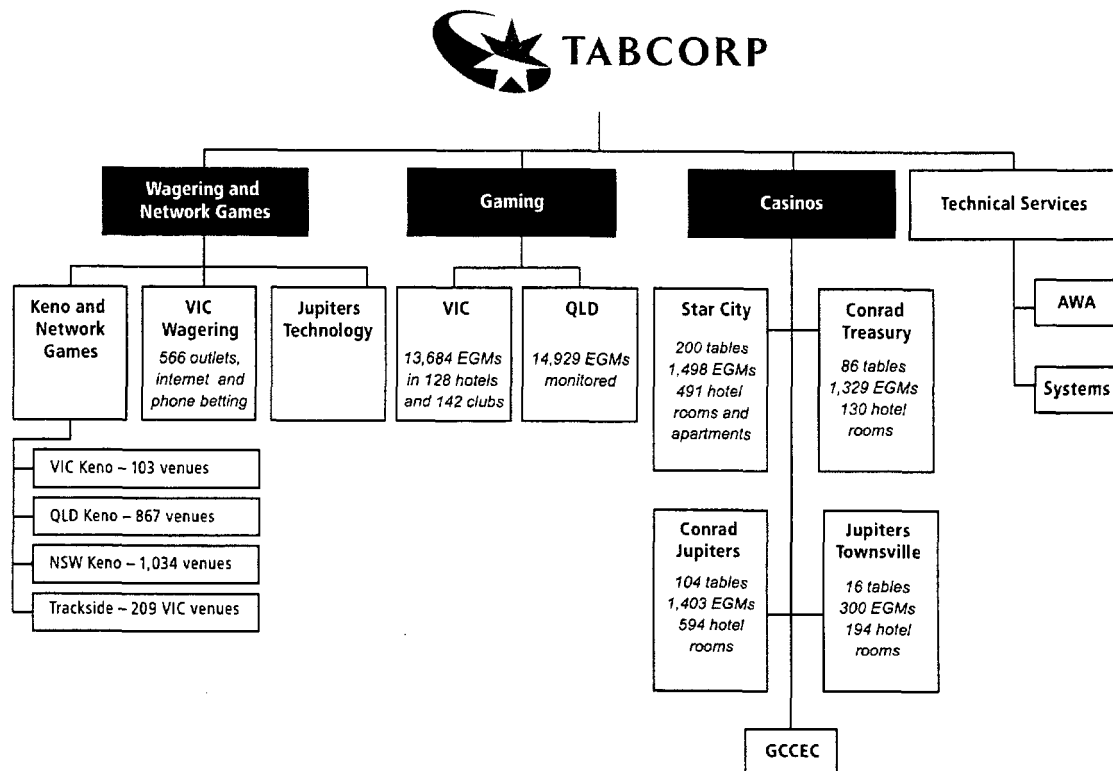 TABCORP
Wagering and
Network Games
Gaming
Casinos
Technical Services
Keno and
Network
Games
VIC
Wagering
566 outlets,
internet and
phone betting
Jupiters
Technology
VIC
13,684 EGMs
in 128 hotels
and 142 clubs
QLD
14,929 EGMs
monitored
Star City
200 tables
1,498 EGMs
491 hotel
rooms and
apartments
Conrad
Treasury
86 tables
1,329 EGMs
130 hotel
rooms
AWA
Systems
VIC Keno – 103 venues
QLD Keno – 867 venues
NSW Keno – 1,034 venues
Trackside – 209 VIC venues
Conrad
Jupiters
104 tables
1,403 EGMs
594 hotel
rooms
Jupiters
Townsville
16 tables
300 EGMs
194 hotel
rooms
GCCEC